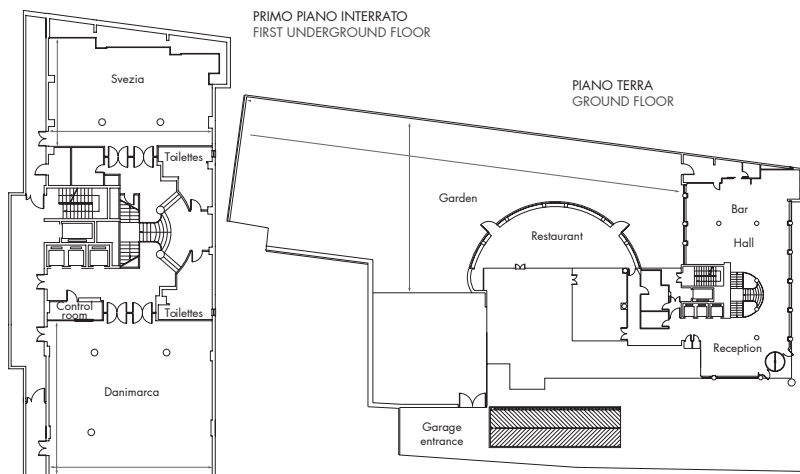 PRIMO PIANO INTERRATO
FIRST UNDERGROUND FLOOR
Svezia
Toilettes
Control
room
Toilettes
Danimarca
PIANO TERRA
GROUND FLOOR
Garden
Restaurant
Bar
Hall
Reception
Garage
entrance